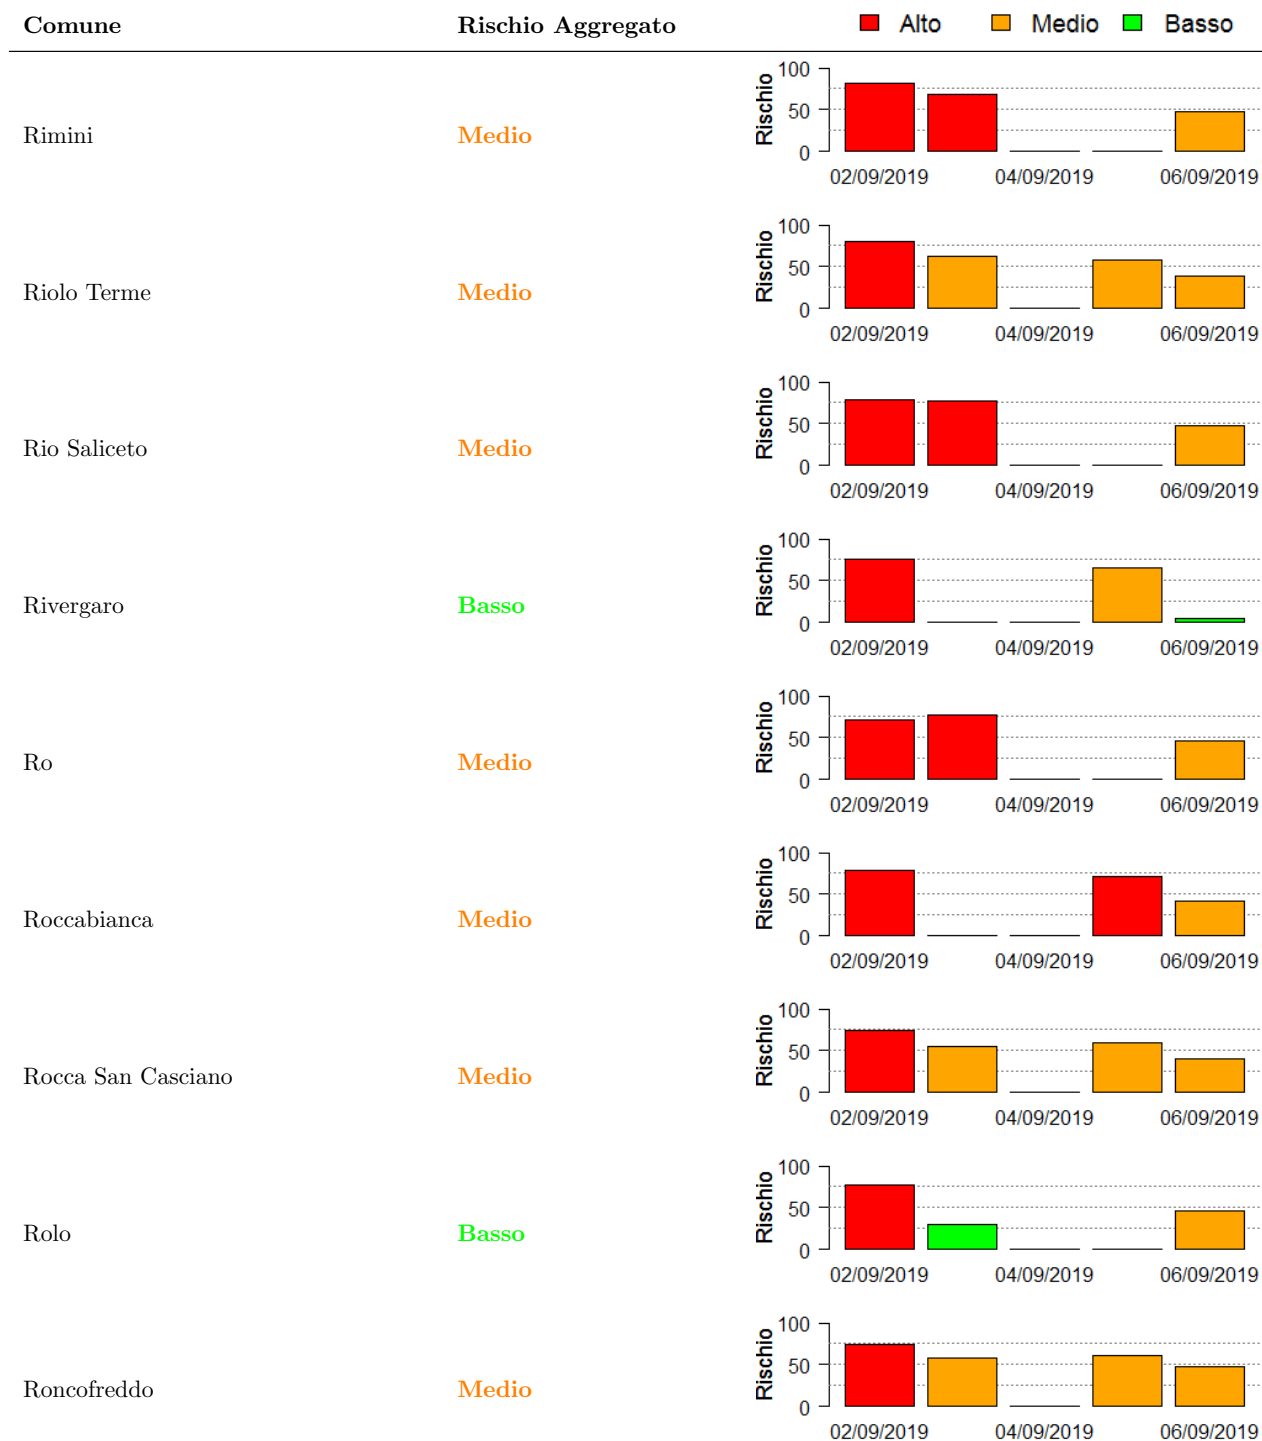 Comune Rischio Aggregato Alto Medio Basso
Rimini Medio Rischio 100 50 0
02/09/2019 04/09/2019 06/09/2019
Riolo Terme Medio Rischio 100 50 0
02/09/2019 04/09/2019 06/09/2019
Rio Saliceto Medio Rischio 100 50 0
02/09/2019 04/09/2019 06/09/2019
Rivergaro Basso Rischio 100 50 0
02/09/2019 04/09/2019 06/09/2019
Ro Medio Rischio 100 50 0
02/09/2019 04/09/2019 06/09/2019
Roccabianca Medio Rischio 100 50 0
02/09/2019 04/09/2019 06/09/2019
Rocca San Casciano Medio Rischio 100 50 0
02/09/2019 04/09/2019 06/09/2019
Rolo Basso Rischio 100 50 0
02/09/2019 04/09/2019 06/09/2019
Roncofreddo Medio Rischio 100 50 0
02/09/2019 04/09/2019 06/09/2019